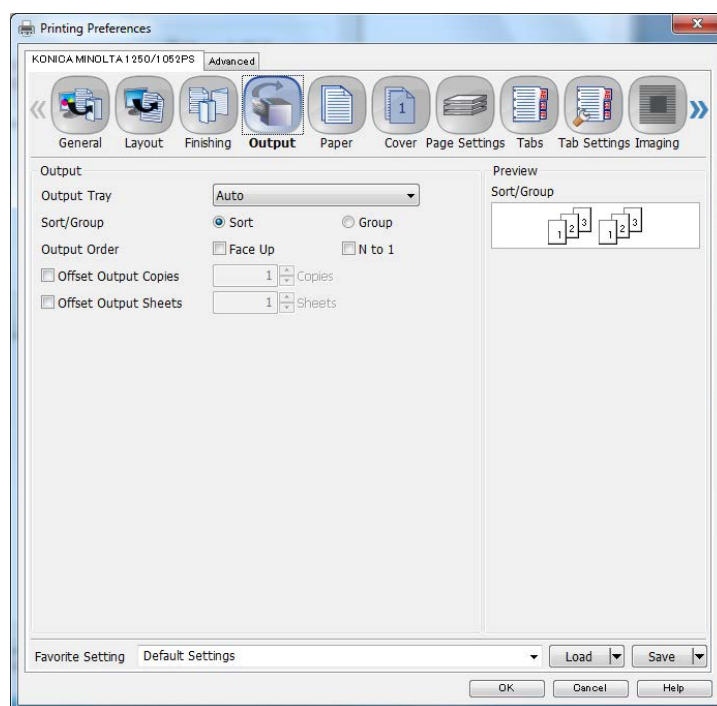 Printing Preferences
KONICA MINOLTA 1250/1052PS Advanced
General Layout Finishing Output Paper 1 Cover Page Settings Tabs Tab Settings Imaging
Output
Output Tray Auto
Sort/Group Sort Group
Output Order Face Up N to 1
Offset Output Copies 1 Copies
Offset Output Sheets 1 Sheets
Preview
Sort/Group
1 2 3 1 2 3
Favorite Setting Default Settings Load Save
OK Cancel Help